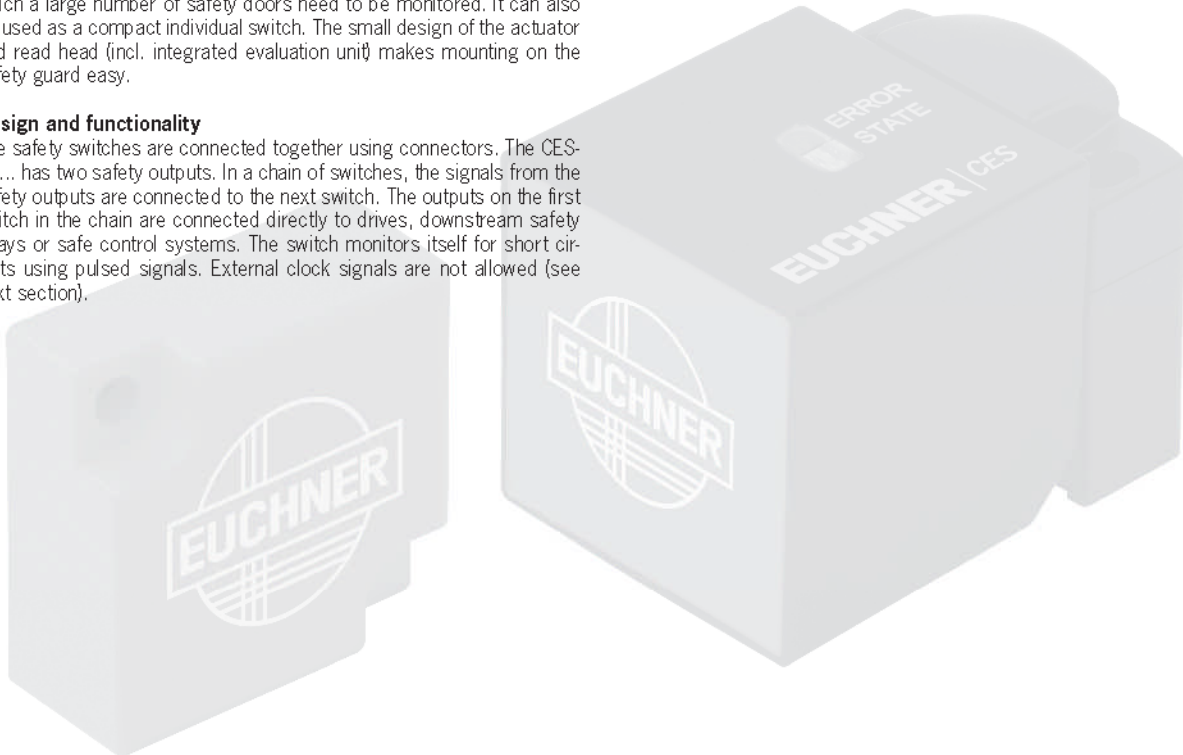 ich a large number of safety doors need to be monitored. It can also
used as a compact individual switch. The small design of the actuator
d read head (incl. integrated evaluation unit) makes mounting on the
fety guard easy.
sign and functionality
e safety switches are connected together using connectors. The CES-
... has two safety outputs. In a chain of switches, the signals from the
fety outputs are connected to the next switch. The outputs on the first
itch in the chain are connected directly to drives, downstream safety
ays or safe control systems. The switch monitors itself for short cir-
ts using pulsed signals. External clock signals are not allowed (see
xt section).
ERROR
STATE
EUCHNER | CES
EUCHNER
EUCHNER